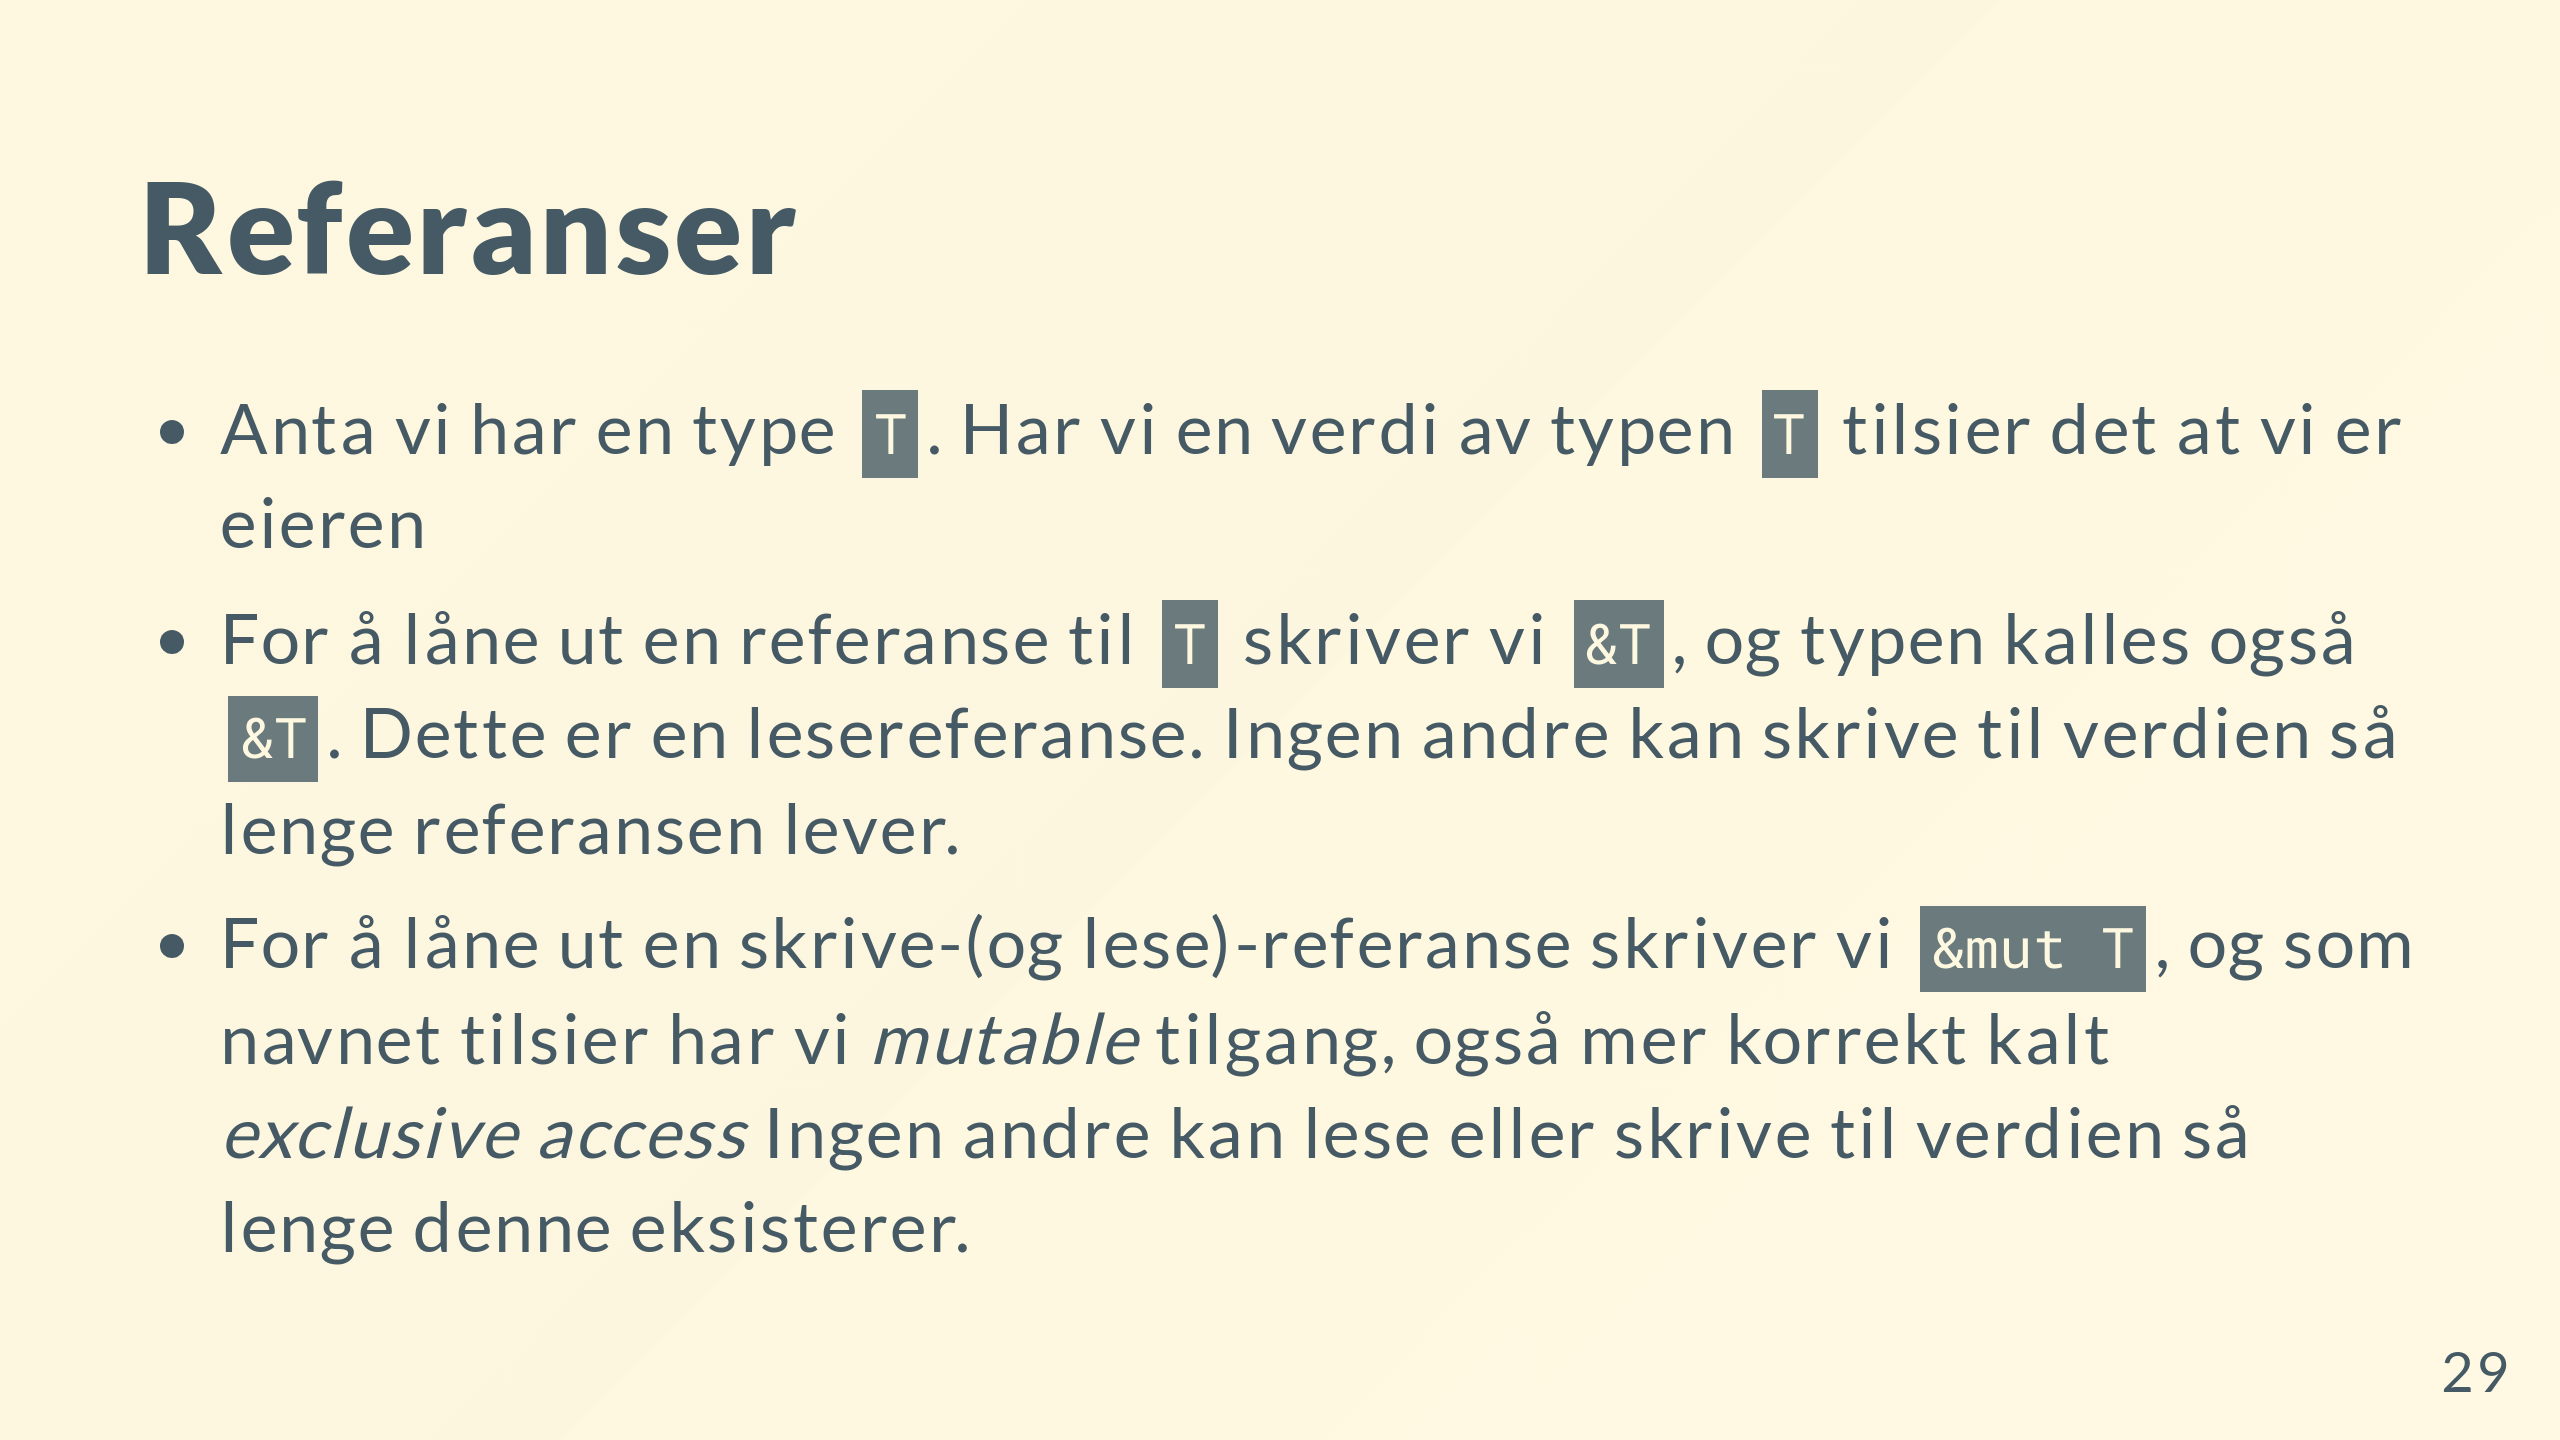 Referanser
• Anta vi har en type T. Har vi en verdi av typen T tilsier det at vi er
eieren
• For å låne ut en referanse til T skriver vi &T, og typen kalles også
&T. Dette er en lesereferanse. Ingen andre kan skrive til verdien så
lenge referansen lever.
• For å låne ut en skrive-(og lese)-referanse skriver vi &mut T, og som
navnet tilsier har vi mutable tilgang, også mer korrekt kalt
exclusive access Ingen andre kan lese eller skrive til verdien så
lenge denne eksisterer.
29